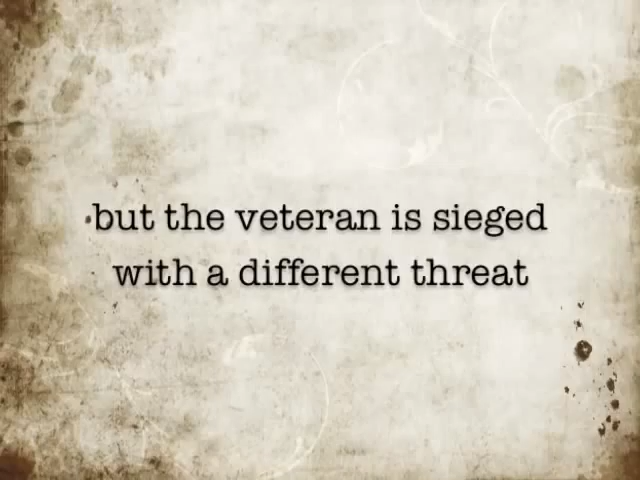 but the veteran is sieged
with a different threat